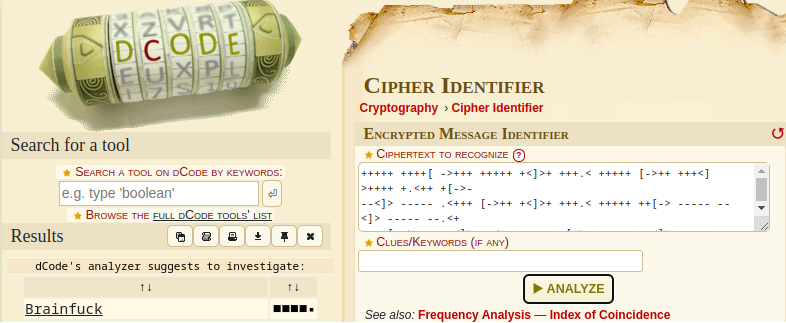 DCODE
Search for a tool
★ Search a tool on dCode by keywords:
e.g. type 'boolean'
★ Browse the full dCode tools' list
Results
dCode's analyzer suggests to investigate:
↑↓ ↑↓
Brainfuck ■■■■▪
Cipher Identifier
Cryptography › Cipher Identifier
Encrypted Message Identifier
★ Ciphertext to recognize ?
+++++ ++++[ ->+++ +++++ +<]>+ +++.< +++++ [->++ +++<]
>++++ +.<++ +[->-
--<]> ----- .<+++ [->++ +<]>+ +++.< +++++ ++[-> ----- --
<]> ----- --.<+
★ Clues/Keywords (if any)
▶ ANALYZE
See also: Frequency Analysis — Index of Coincidence